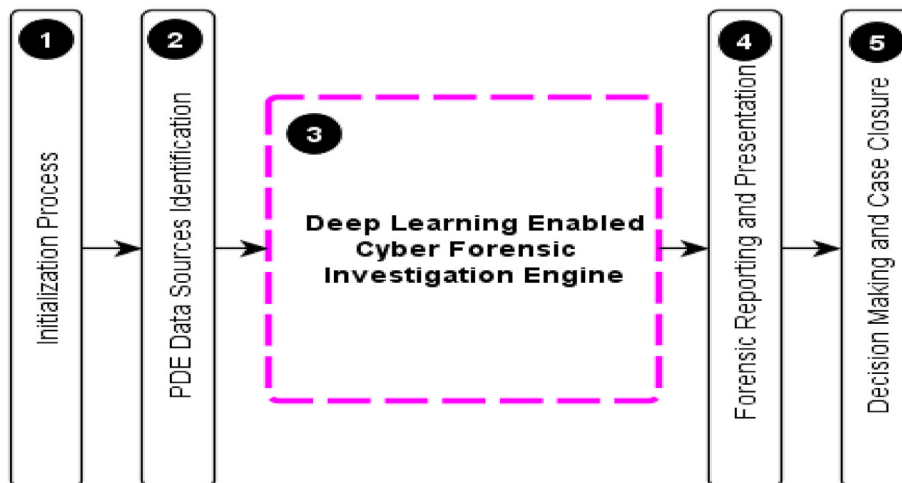 1
Initialization Process
2
PDE Data Sources Identification
3
Deep Learning Enabled
Cyber Forensic
Investigation Engine
4
Forensic Reporting and Presentation
5
Decision Making and Case Closure